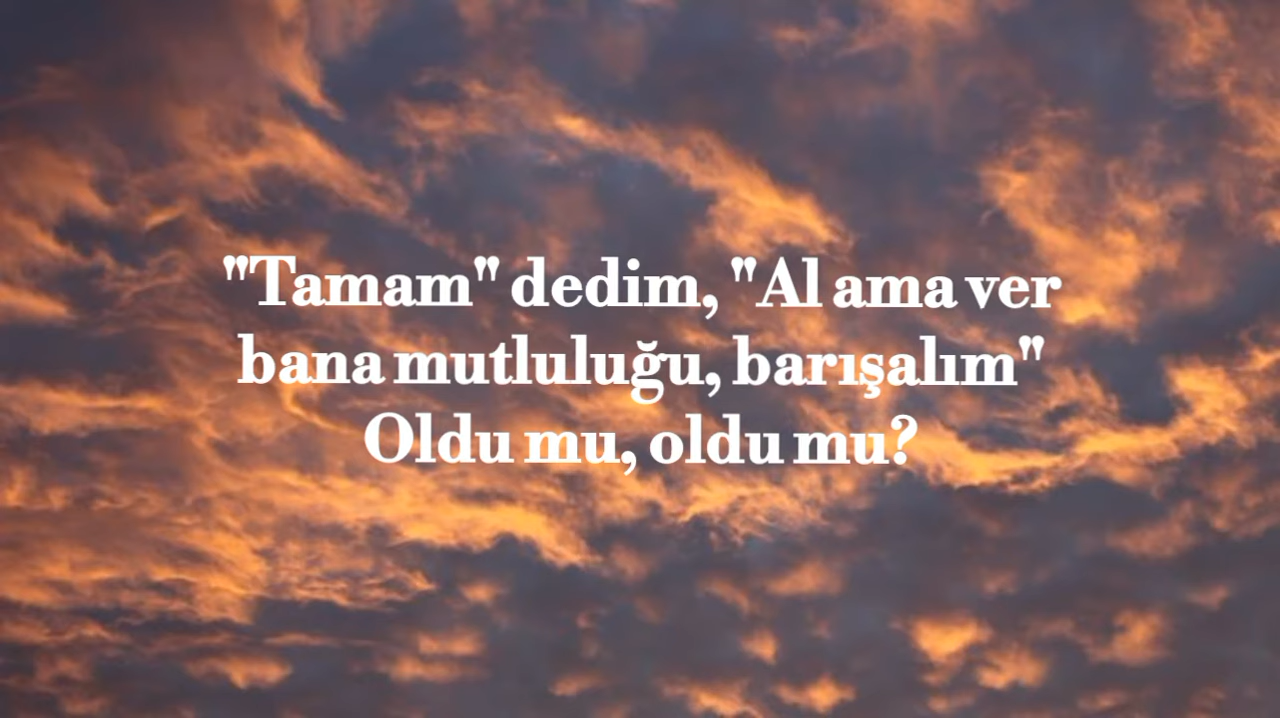 "Tamam" dedim, "Al ama ver
bana mutluluğu, barışalım"
Oldu mu, oldu mu?